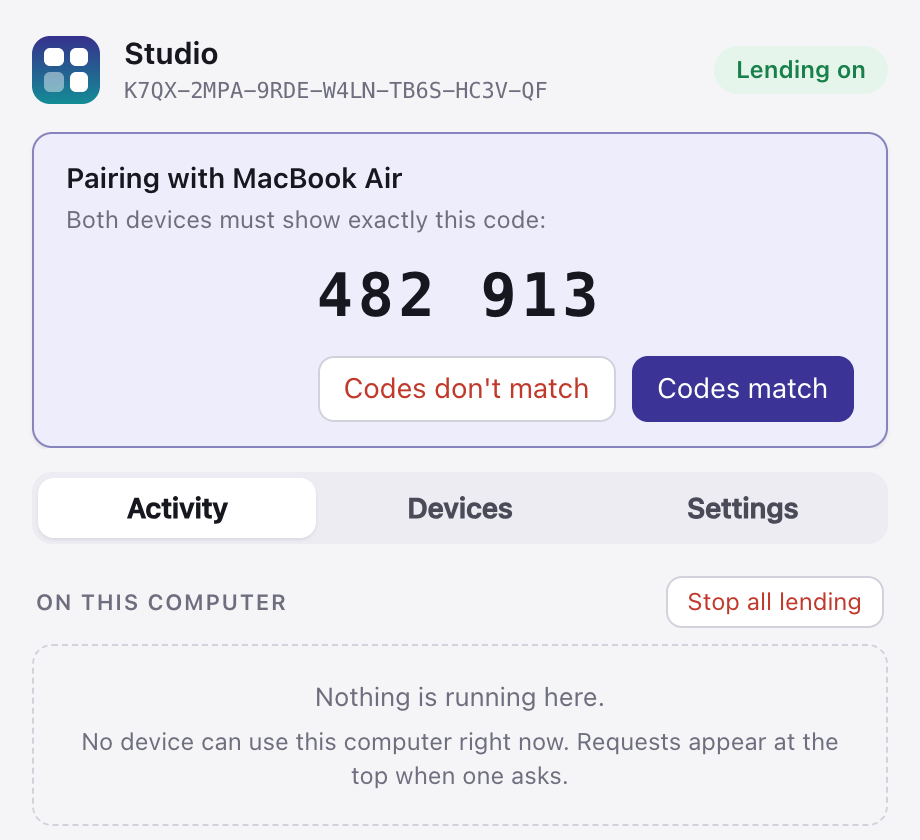 Studio
K7QX–2MPA–9RDE–W4LN–TB6S–HC3V–QF
Lending on
Pairing with MacBook Air
Both devices must show exactly this code:
482 913
Codes don't match
Codes match
Activity
Devices
Settings
ON THIS COMPUTER
Stop all lending
Nothing is running here.
No device can use this computer right now. Requests appear at the
top when one asks.